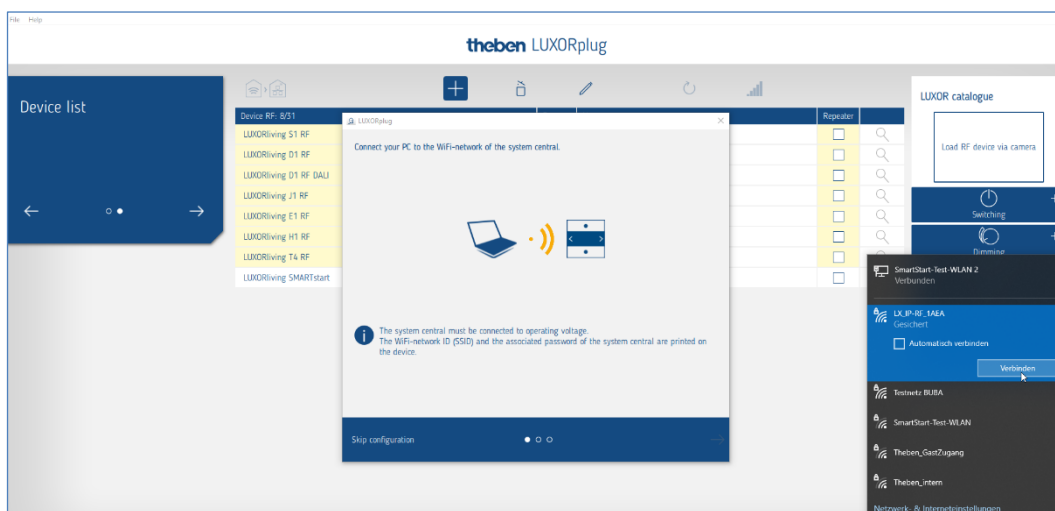 File Help
theben LUXORplug
Device list
Device RF: 8/31
Repeater
LUXORliving S1 RF
LUXORliving D1 RF
LUXORliving D1 RF DALI
LUXORliving J1 RF
LUXORliving E1 RF
LUXORliving H1 RF
LUXORliving T4 RF
LUXORliving SMARTstart
LUXORplug
Connect your PC to the WiFi-network of the system central.
The system central must be connected to operating voltage.
The WiFi-network ID (SSID) and the associated password of the system central are printed on
the device.
Skip configuration
LUXOR catalogue
Load RF device via camera
Switching
Dimming
SmartStart-Test-WLAN 2
Verbunden
LX_IP-RF_1AEA
Gesichert
Automatisch verbinden
Verbinden
Testnetz BUBA
SmartStart-Test-WLAN
Theben_GastZugang
Theben_intern
Netzwerk- & Interneteinstellungen